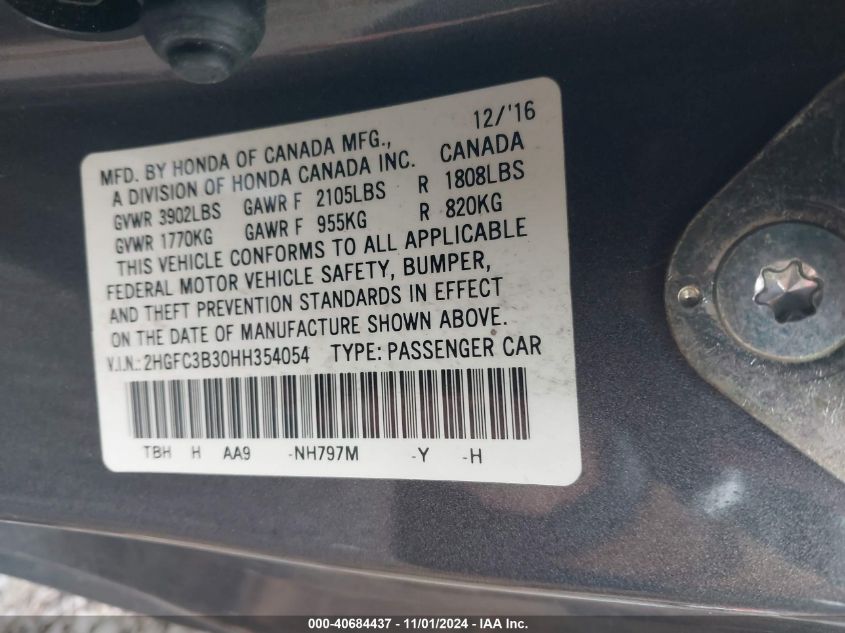 12/'16
MFD. BY HONDA OF CANADA MFG.,
A DIVISION OF HONDA CANADA INC. CANADA
GVWR 3902LBS GAWR F 2105LBS R 1808LBS
GVWR 1770KG GAWR F 955KG R 820KG
THIS VEHICLE CONFORMS TO ALL APPLICABLE
FEDERAL MOTOR VEHICLE SAFETY, BUMPER,
AND THEFT PREVENTION STANDARDS IN EFFECT
ON THE DATE OF MANUFACTURE SHOWN ABOVE.
V.I.N.:2HGFC3B30HH354054 TYPE:PASSENGER CAR
TBH H AA9 -NH797M -Y -H
000-40684437 - 11/01/2024 - IAA Inc.